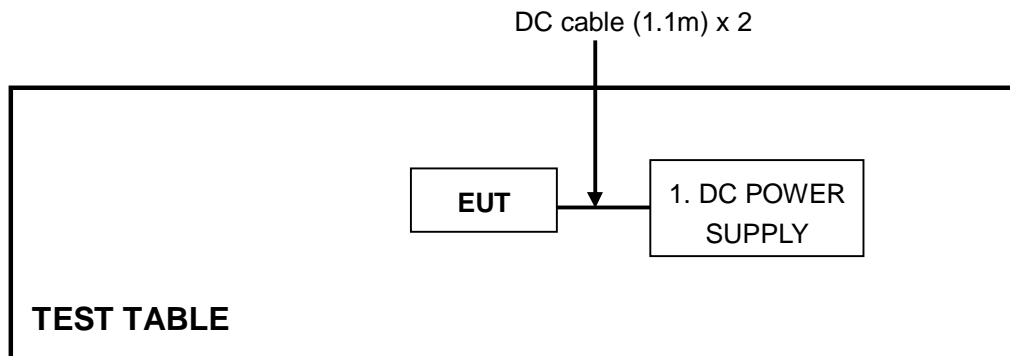 DC cable (1.1m) x 2
EUT
1. DC POWER
SUPPLY
TEST TABLE